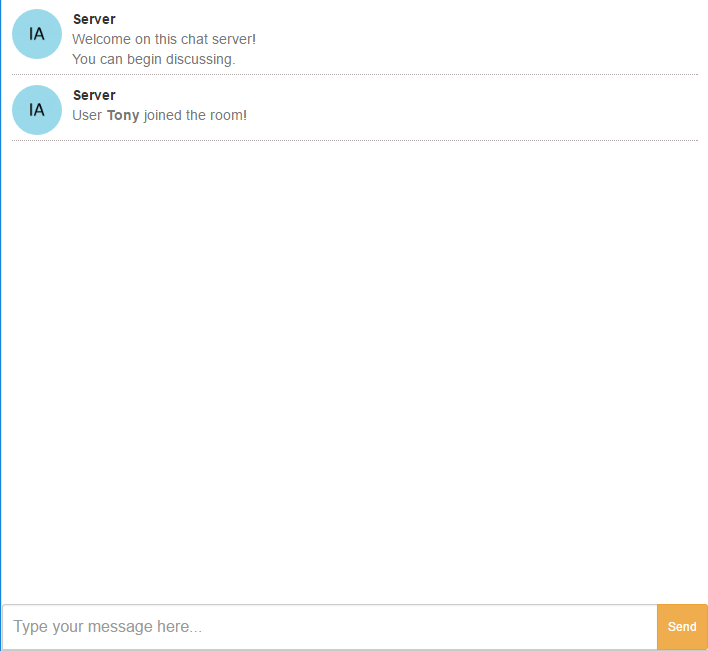 IA
Server
Welcome on this chat server!
You can begin discussing.
IA
Server
User Tony joined the room!
Type your message here...
Send